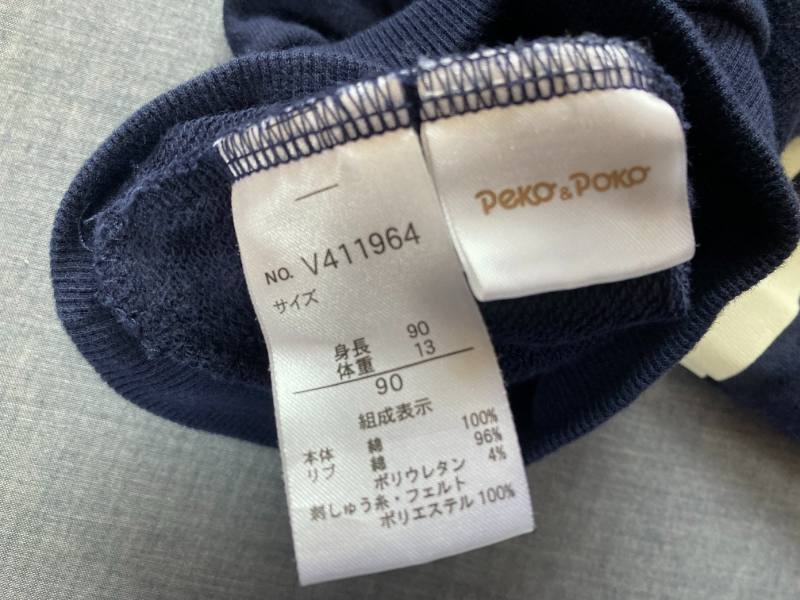 NO. V411964
サイズ
身長 90
体重 13
90
組成表示
本体 綿 100%
リブ 綿 96%
ポリウレタン 4%
刺しゅう糸・フェルト
ポリエステル 100%
PeKO & POKO